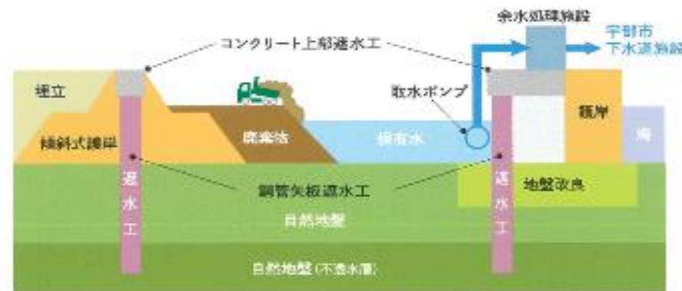 余水処理施設
コンクリート上部遮水工
宇部市
下水道施設
埋立
取水ポンプ
護岸
傾斜式護岸
廃棄物
保有水
海
遮水工
鋼管矢板遮水工
遮水工
地盤改良
自然地盤
自然地盤(不透水層)